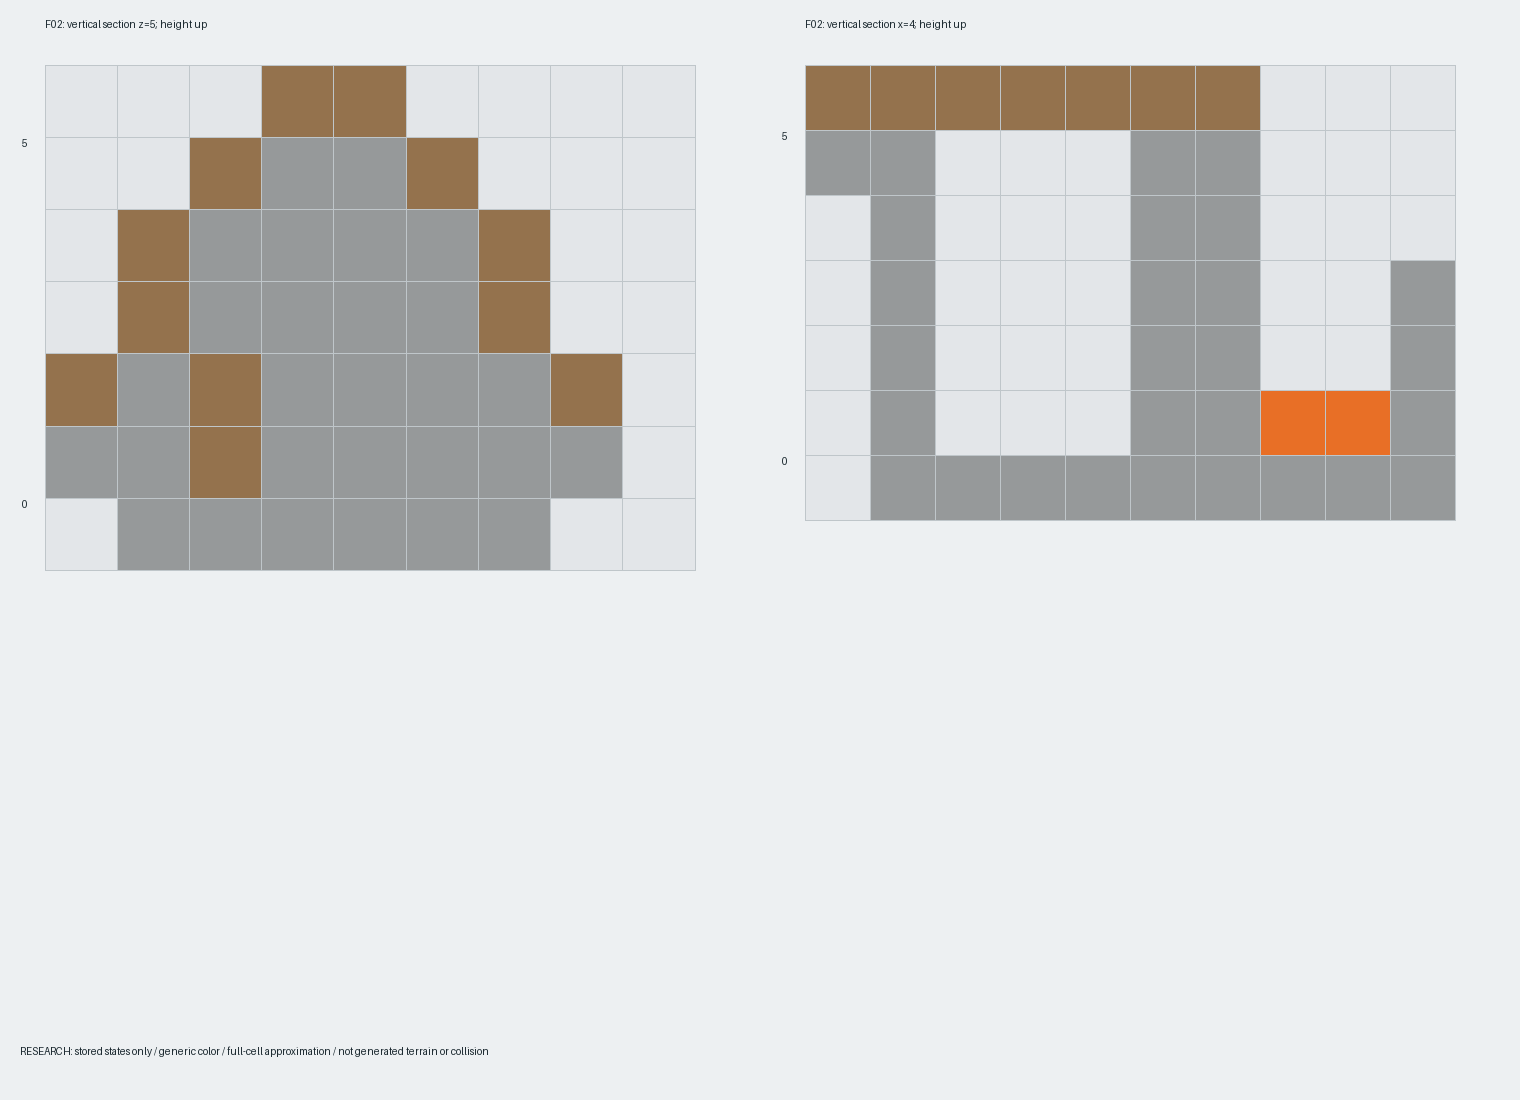 F02: vertical section z=5; height up
F02: vertical section x=4; height up
5
5
0
0
RESEARCH: stored states only / generic color / full-cell approximation / not generated terrain or collision